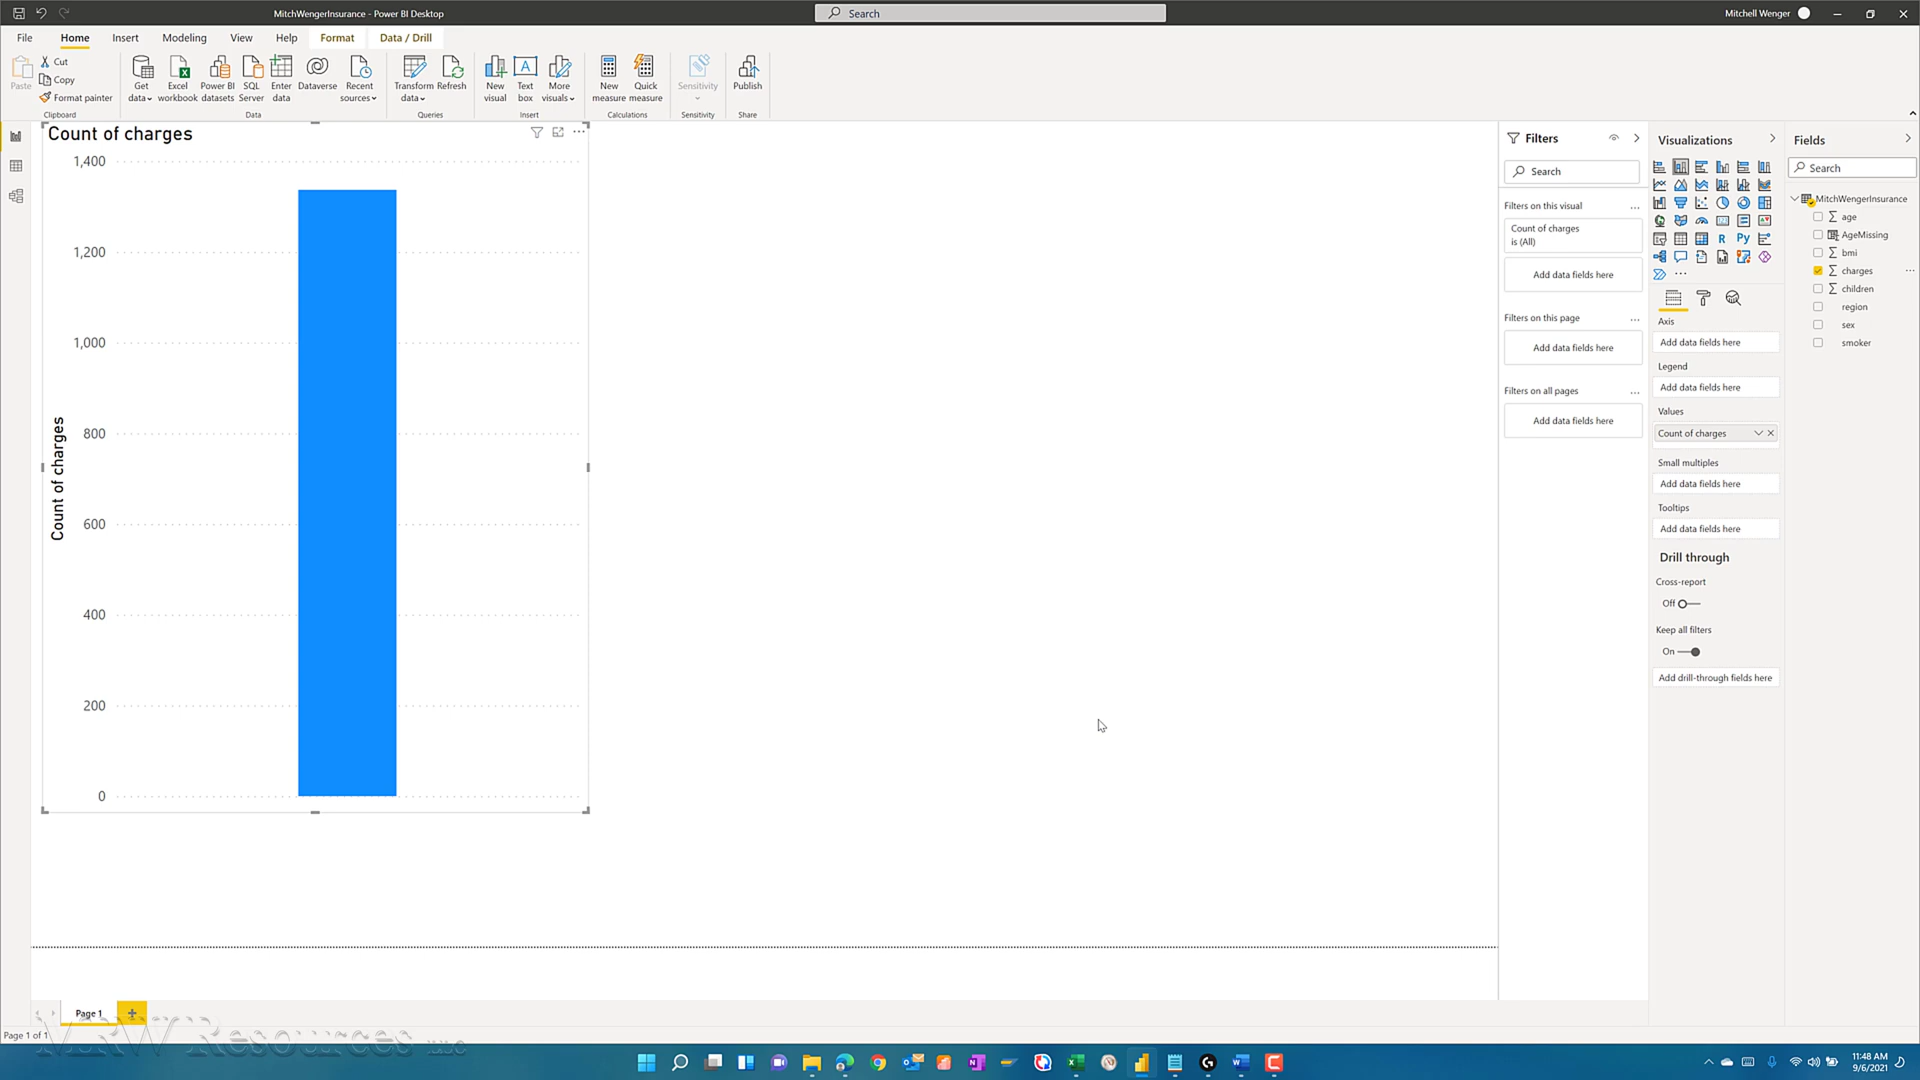 MitchWengerInsurance - Power BI Desktop
Search
Mitchell Wenger
File
Home
Insert
Modeling
View
Help
Format
Data / Drill
Paste
Cut
Copy
Format painter
Clipboard
Get data
Excel workbook
Power BI datasets
SQL Server
Enter data
Dataverse
Recent sources
Data
Transform data
Refresh
Queries
New visual
Text box
More visuals
Insert
New measure
Quick measure
Calculations
Sensitivity
Sensitivity
Publish
Share
Count of charges
1,400
1,200
1,000
800
600
400
200
0
Count of charges
Filters
Search
Filters on this visual
Count of charges
is (All)
Add data fields here
Filters on this page
Add data fields here
Filters on all pages
Add data fields here
Visualizations
R
Py
Axis
Add data fields here
Legend
Add data fields here
Values
Count of charges
Small multiples
Add data fields here
Tooltips
Add data fields here
Drill through
Cross-report
Off
Keep all filters
On
Add drill-through fields here
Fields
Search
MitchWengerInsurance
age
AgeMissing
bmi
charges
children
region
sex
smoker
Page 1
Page 1 of 1
MRW Resources LLC
11:48 AM
9/6/2021